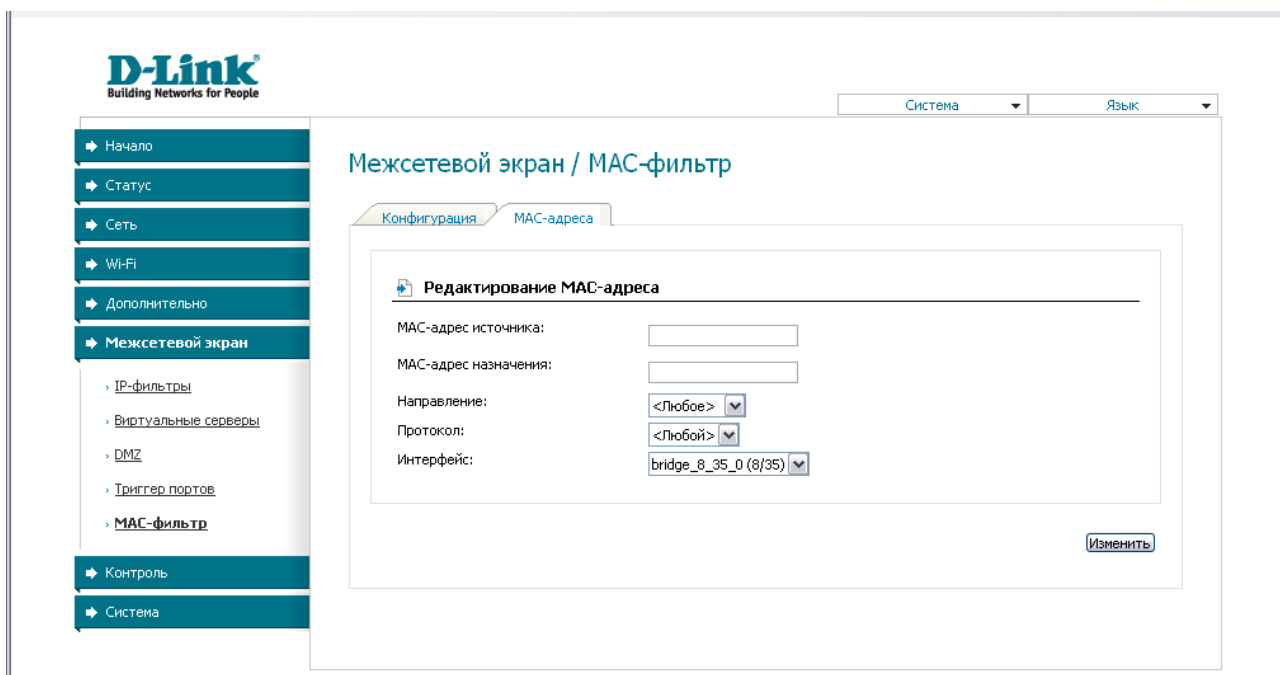 D-Link
Building Networks for People
Система
Язык
Начало
Статус
Сеть
Wi-Fi
Дополнительно
Межсетевой экран
IP-фильтры
Виртуальные серверы
DMZ
Триггер портов
MAC-фильтр
Контроль
Система
Межсетевой экран / MAC-фильтр
Конфигурация
MAC-адреса
Редактирование MAC-адреса
MAC-адрес источника:
MAC-адрес назначения:
Направление:
<Любое>
Протокол:
<Любой>
Интерфейс:
bridge_8_35_0 (8/35)
Изменить